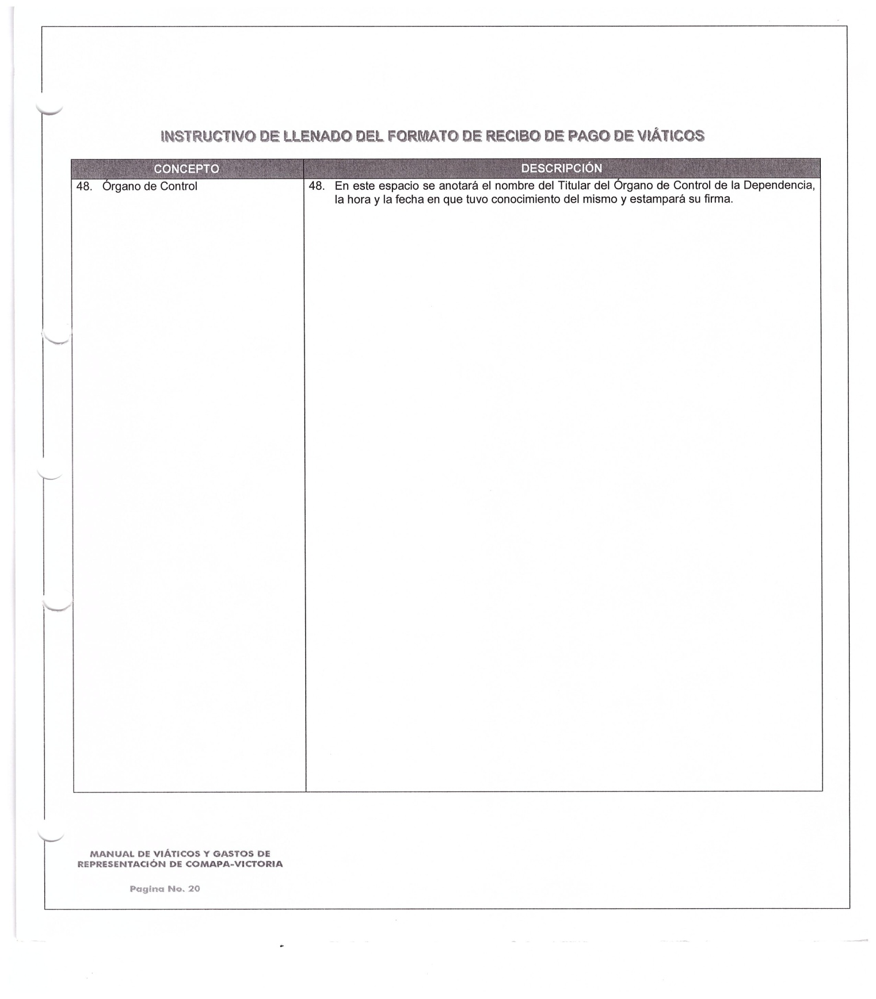 INSTRUCTIVO DE LLENADO DEL FORMATO DE RECIBO DE PAGO DE VIÁTICOS
CONCEPTO
DESCRIPCIÓN
48. Órgano de Control
48. En este espacio se anotará el nombre del Titular del Órgano de Control de la Dependencia,
la hora y la fecha en que tuvo conocimiento del mismo y estampará su firma.
MANUAL DE VIÁTICOS Y GASTOS DE
REPRESENTACIÓN DE COMAPA-VICTORIA
Pagina No. 20